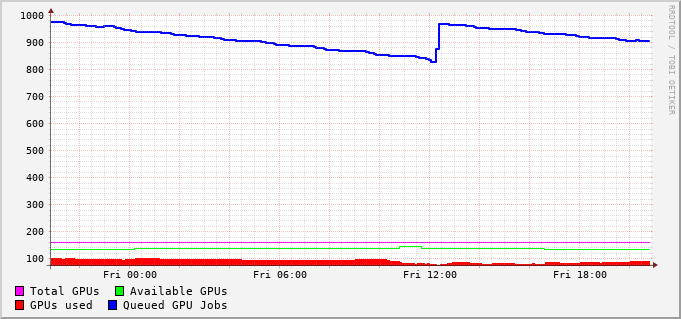 1000
900
800
700
600
500
400
300
200
100
Fri 00:00 Fri 06:00 Fri 12:00 Fri 18:00
Total GPUs Available GPUs
GPUs used Queued GPU Jobs
RRDTOOL / TOBI OETIKER